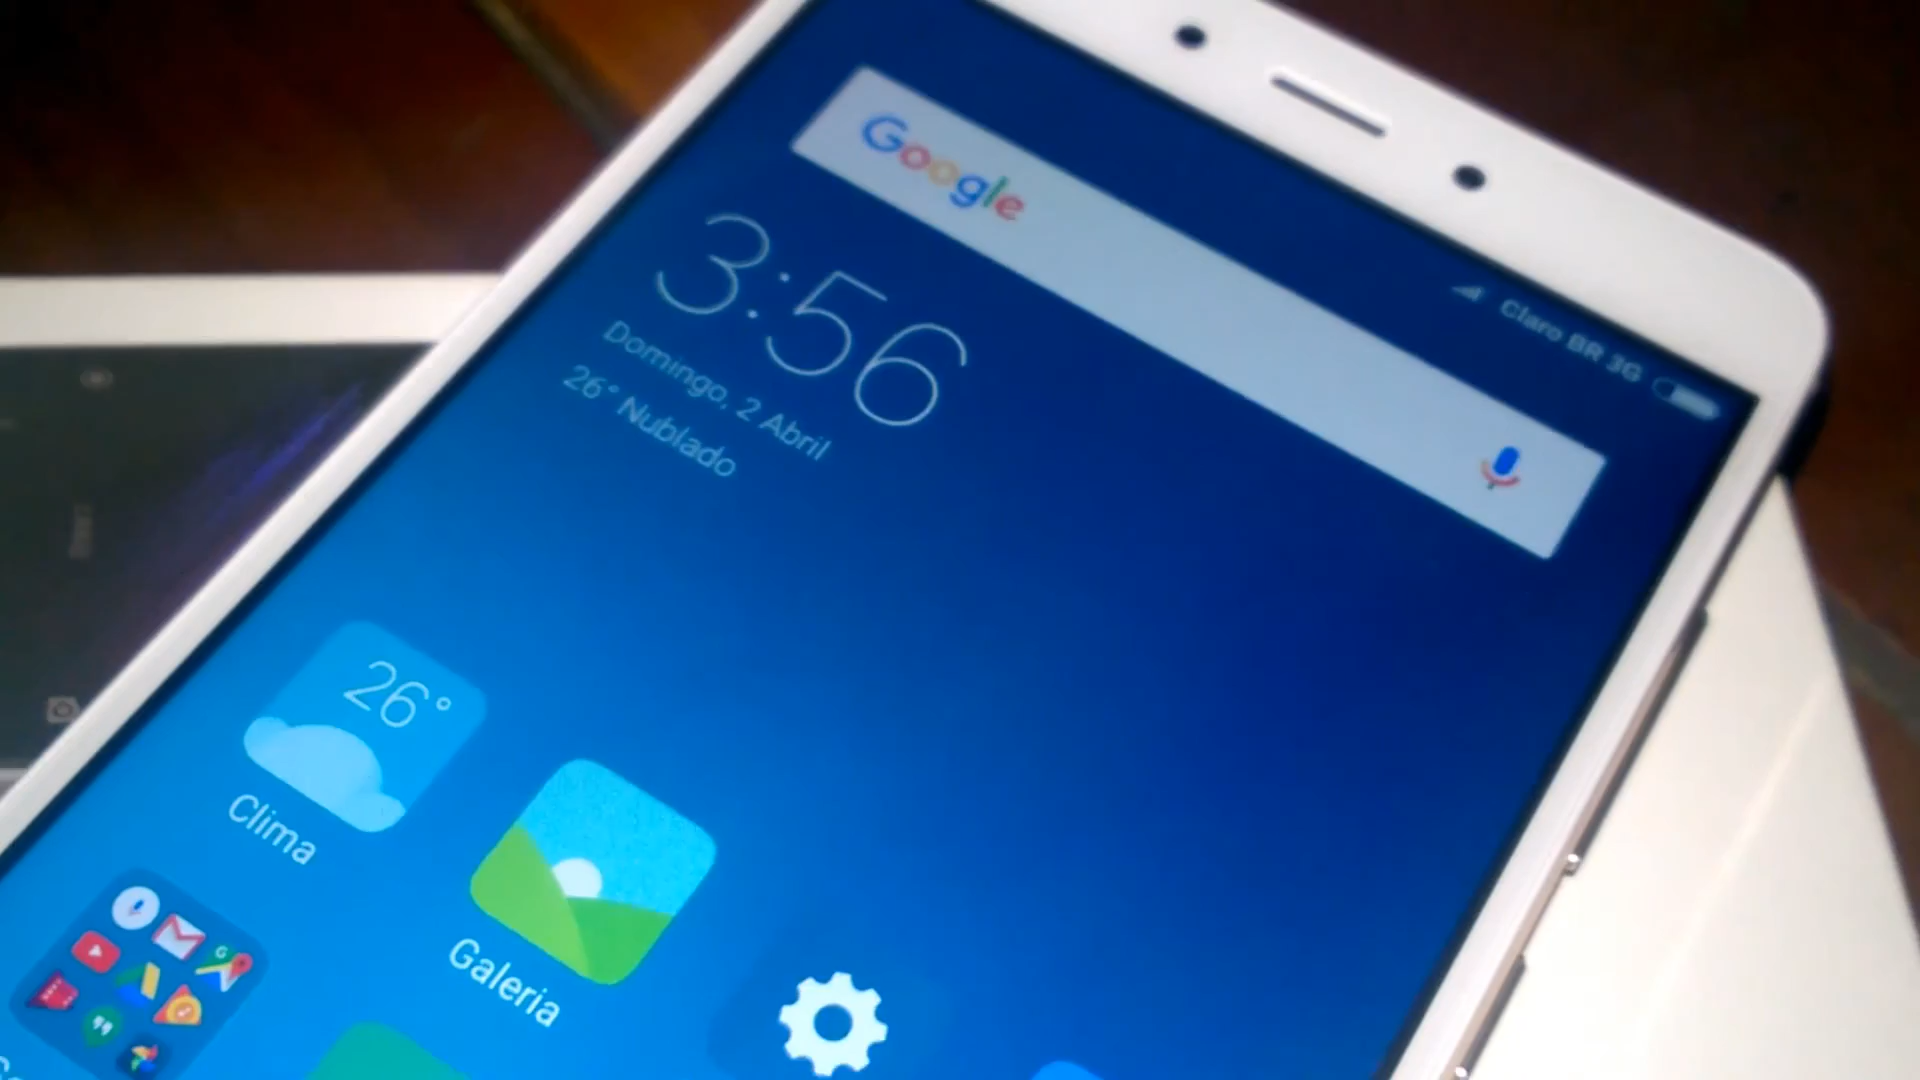 Claro BR 3G
Google
3:56
Domingo, 2 Abril
26° Nublado
26°
Clima
Galeria